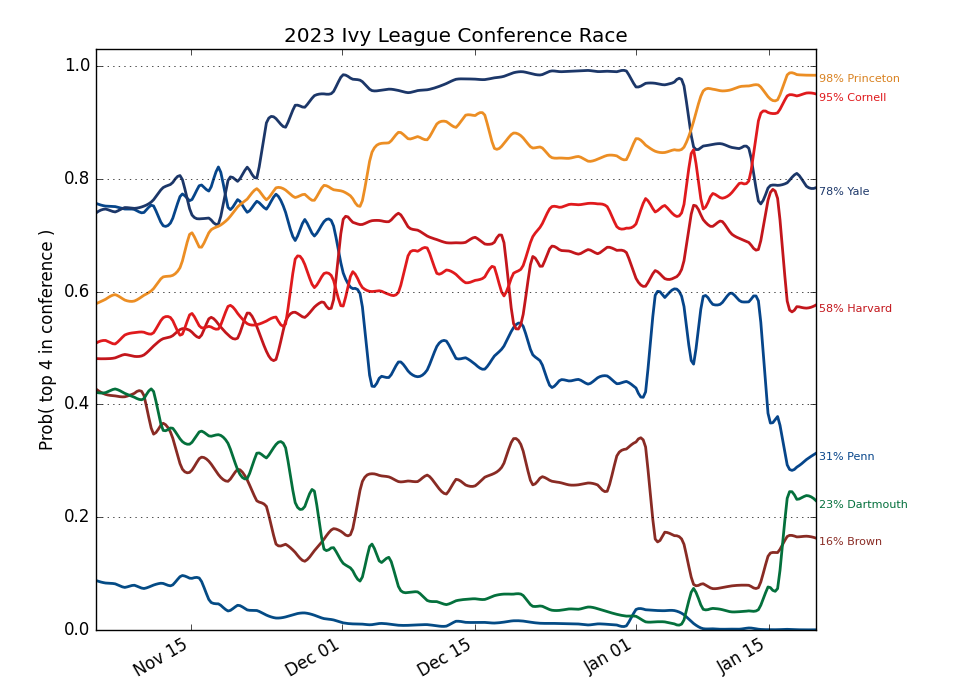 2023 Ivy League Conference Race
Prob( top 4 in conference )
1.0
0.8
0.6
0.4
0.2
0.0
Nov 15
Dec 01
Dec 15
Jan 01
Jan 15
98% Princeton
95% Cornell
78% Yale
58% Harvard
31% Penn
23% Dartmouth
16% Brown